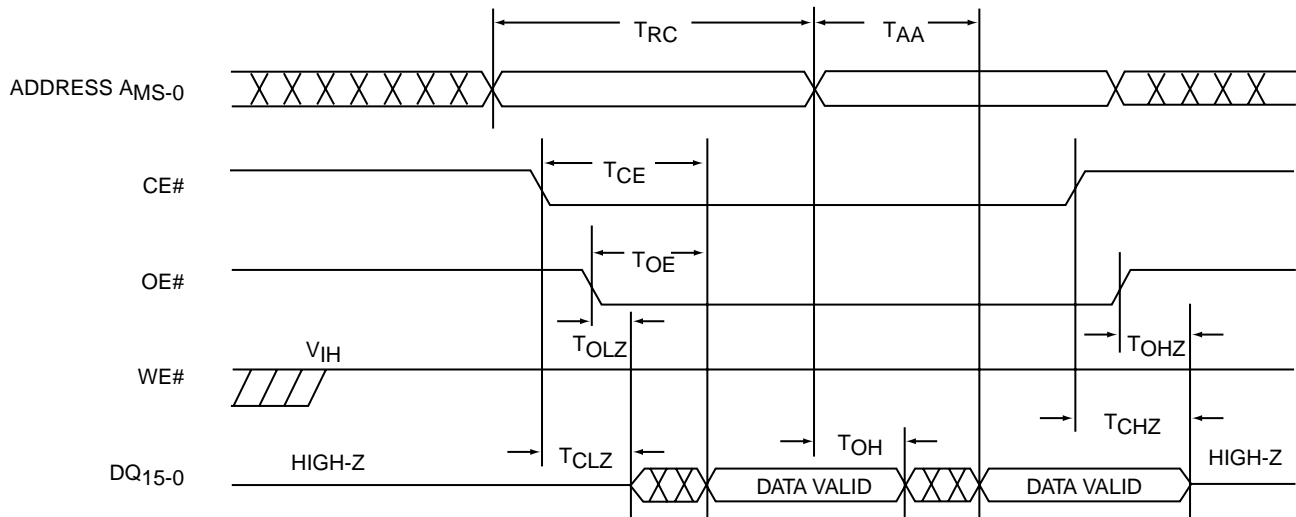 TRC
TAA
ADDRESS AMS-0
TCE
CE#
TOE
OE#
TOLZ
TOHZ
VIH
WE#
TCHZ
TOH
TCLZ
HIGH-Z
HIGH-Z
DQ15-0
DATA VALID
DATA VALID